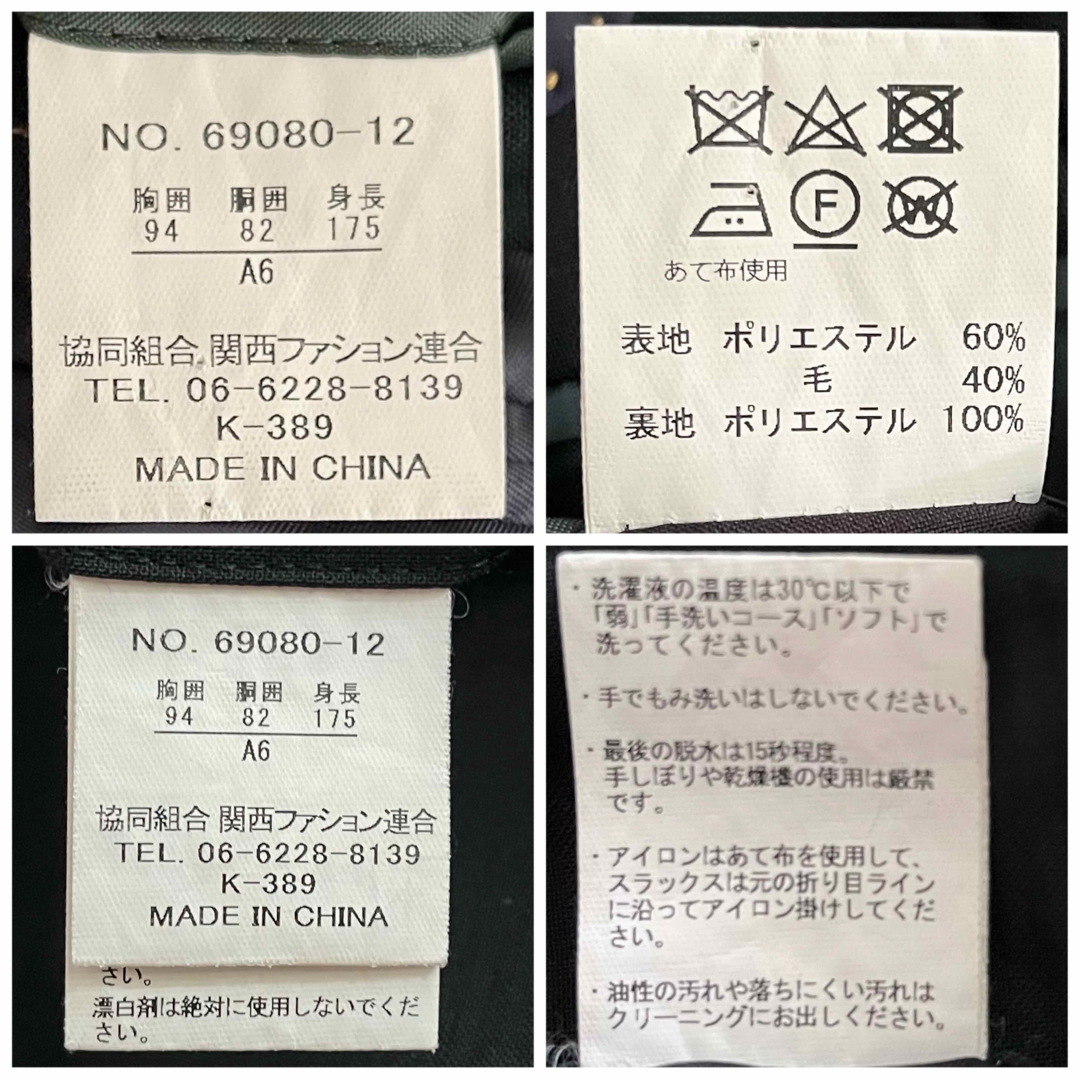 NO. 69080-12
胸囲 胴囲 身長
94 82 175
A6
協同組合 関西ファション連合
TEL. 06-6228-8139
K-389
MADE IN CHINA
F W
あて布使用
表地 ポリエステル 60%
毛 40%
裏地 ポリエステル 100%
NO. 69080-12
胸囲 胴囲 身長
94 82 175
A6
協同組合 関西ファション連合
TEL. 06-6228-8139
K-389
MADE IN CHINA
さい。
漂白剤は絶対に使用しないでくだ
さい。
・洗濯液の温度は30℃以下で
「弱」「手洗いコース」「ソフト」で
洗ってください。
・手でもみ洗いはしないでください。
・最後の脱水は15秒程度。
手しぼりや乾燥機の使用は厳禁
です。
・アイロンはあて布を使用して、
スラックスは元の折り目ライン
に沿ってアイロン掛けしてくだ
さい。
・油性の汚れや落ちにくい汚れは
クリーニングにお出しください。